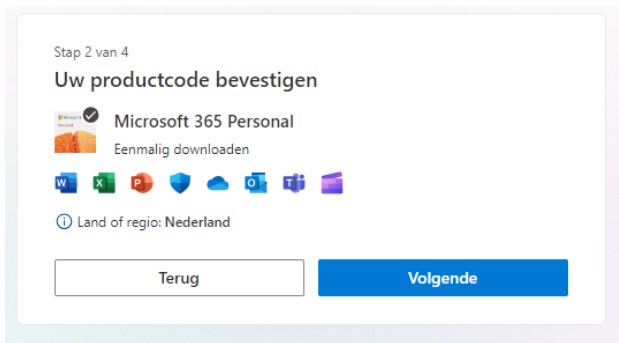 Stap 2 van 4
Uw productcode bevestigen
Microsoft 365 Personal
Eenmalig downloaden
Land of regio: Nederland
Terug
Volgende